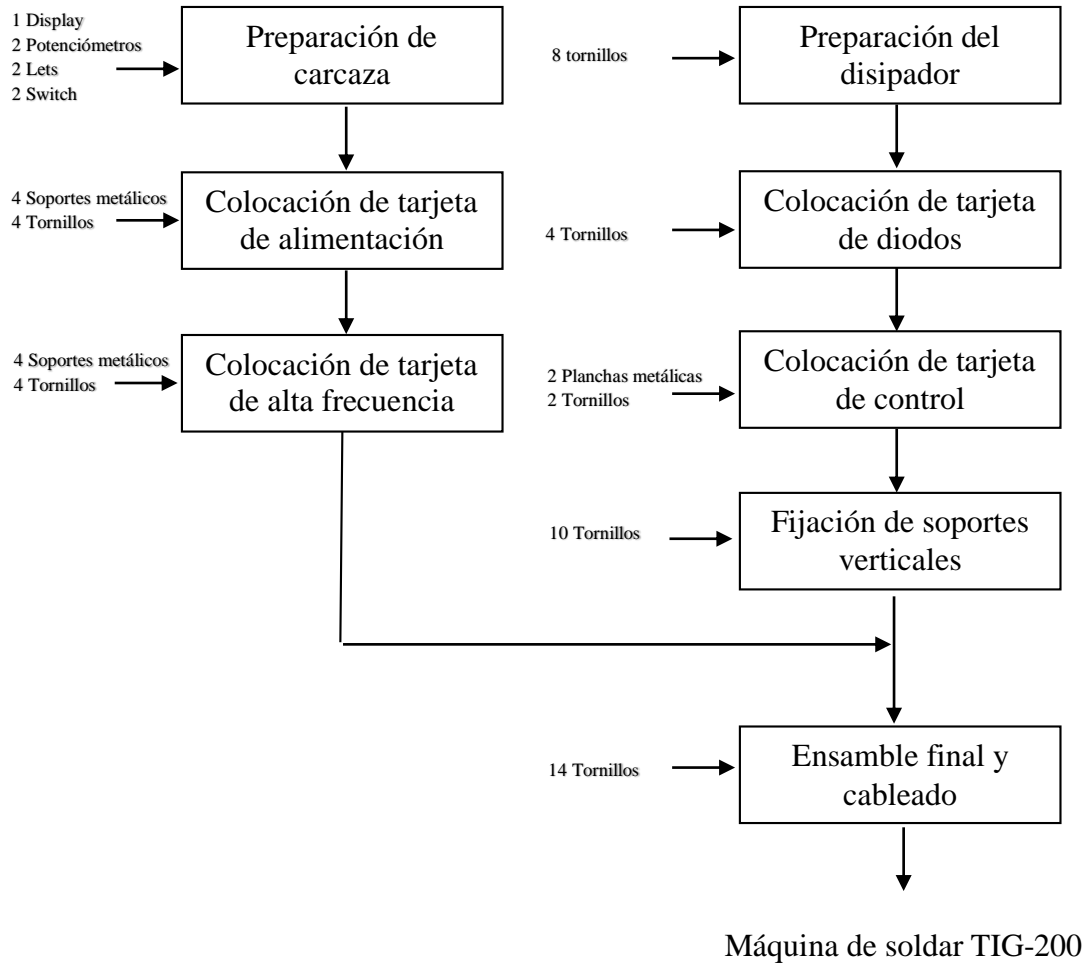 1 Display
2 Potenciómetros
2 Lets
2 Switch
Preparación de
carcaza
4 Soportes metálicos
4 Tornillos
Colocación de tarjeta
de alimentación
4 Soportes metálicos
4 Tornillos
Colocación de tarjeta
de alta frecuencia
8 tornillos
Preparación del
disipador
4 Tornillos
Colocación de tarjeta
de diodos
2 Planchas metálicas
2 Tornillos
Colocación de tarjeta
de control
10 Tornillos
Fijación de soportes
verticales
14 Tornillos
Ensamble final y
cableado
Máquina de soldar TIG-200